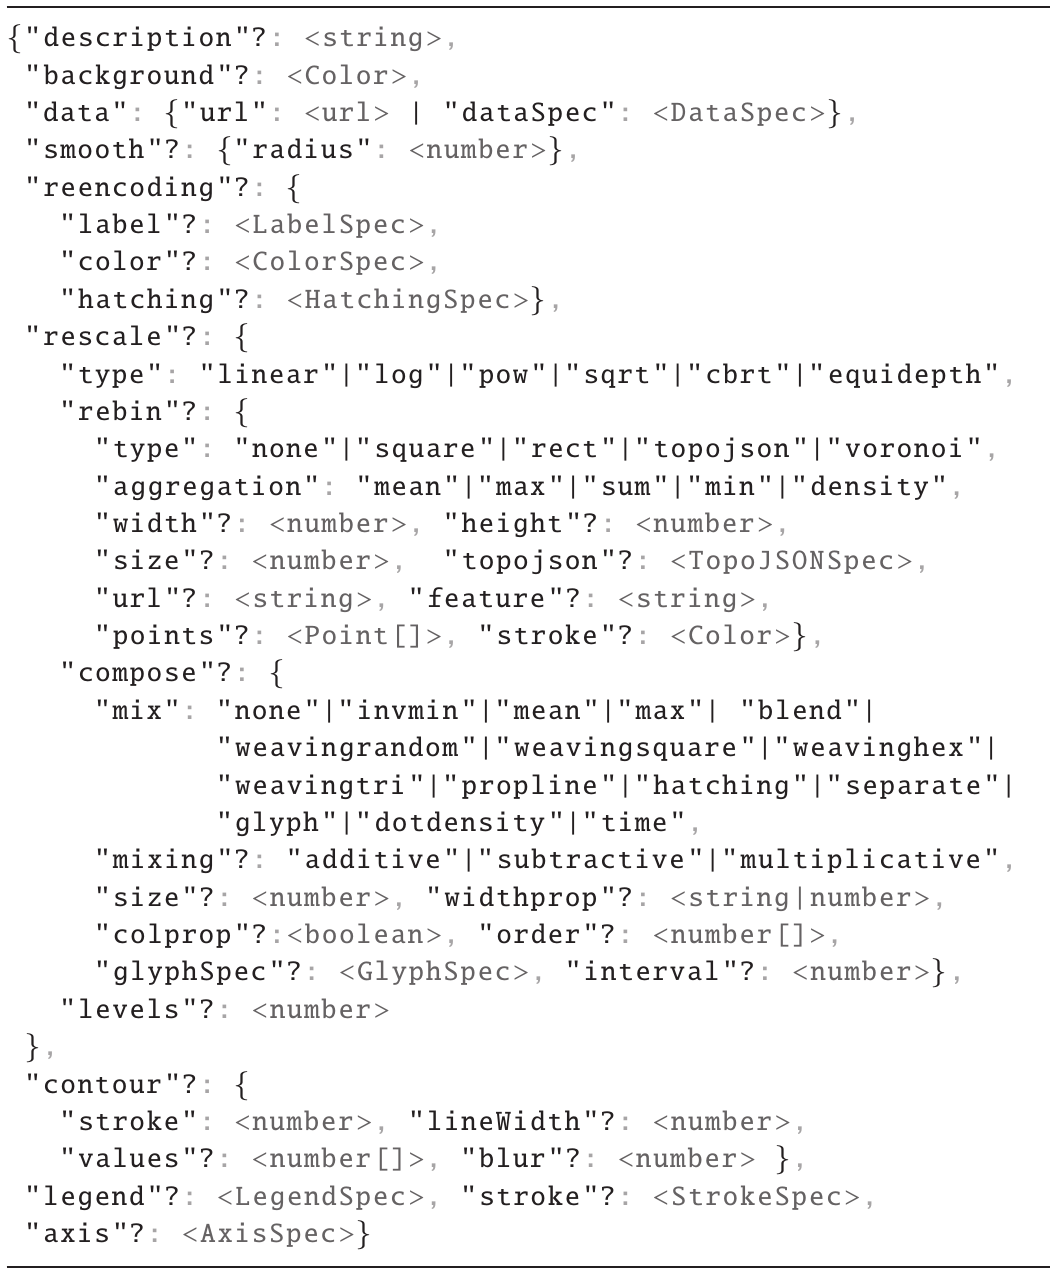 {"description"?: <string>,
"background"?: <Color>,
"data": {"url": <url> | "dataSpec": <DataSpec>},
"smooth"?: {"radius": <number>},
"reencoding"?: {
"label"?: <LabelSpec>,
"color"?: <ColorSpec>,
"hatching"?: <HatchingSpec>},
"rescale"?: {
"type": "linear"|"log"|"pow"|"sqrt"|"cbrt"|"equidepth",
"rebin"?: {
"type": "none"|"square"|"rect"|"topojson"|"voronoi",
"aggregation": "mean"|"max"|"sum"|"min"|"density",
"width"?: <number>, "height"?: <number>,
"size"?: <number>, "topojson"?: <TopoJSONSpec>,
"url"?: <string>, "feature"?: <string>,
"points"?: <Point[]>, "stroke"?: <Color>},
"compose"?: {
"mix": "none"|"invmin"|"mean"|"max"| "blend"|
"weavingrandom"|"weavingsquare"|"weavinghex"|
"weavingtri"|"propline"|"hatching"|"separate"|
"glyph"|"dotdensity"|"time",
"mixing"?: "additive"|"subtractive"|"multiplicative",
"size"?: <number>, "widthprop"?: <string|number>,
"colprop"?:<boolean>, "order"?: <number[]>,
"glyphSpec"?: <GlyphSpec>, "interval"?: <number>},
"levels"?: <number>
},
"contour"?: {
"stroke": <number>, "lineWidth"?: <number>,
"values"?: <number[]>, "blur"?: <number> },
"legend"?: <LegendSpec>, "stroke"?: <StrokeSpec>,
"axis"?: <AxisSpec>}